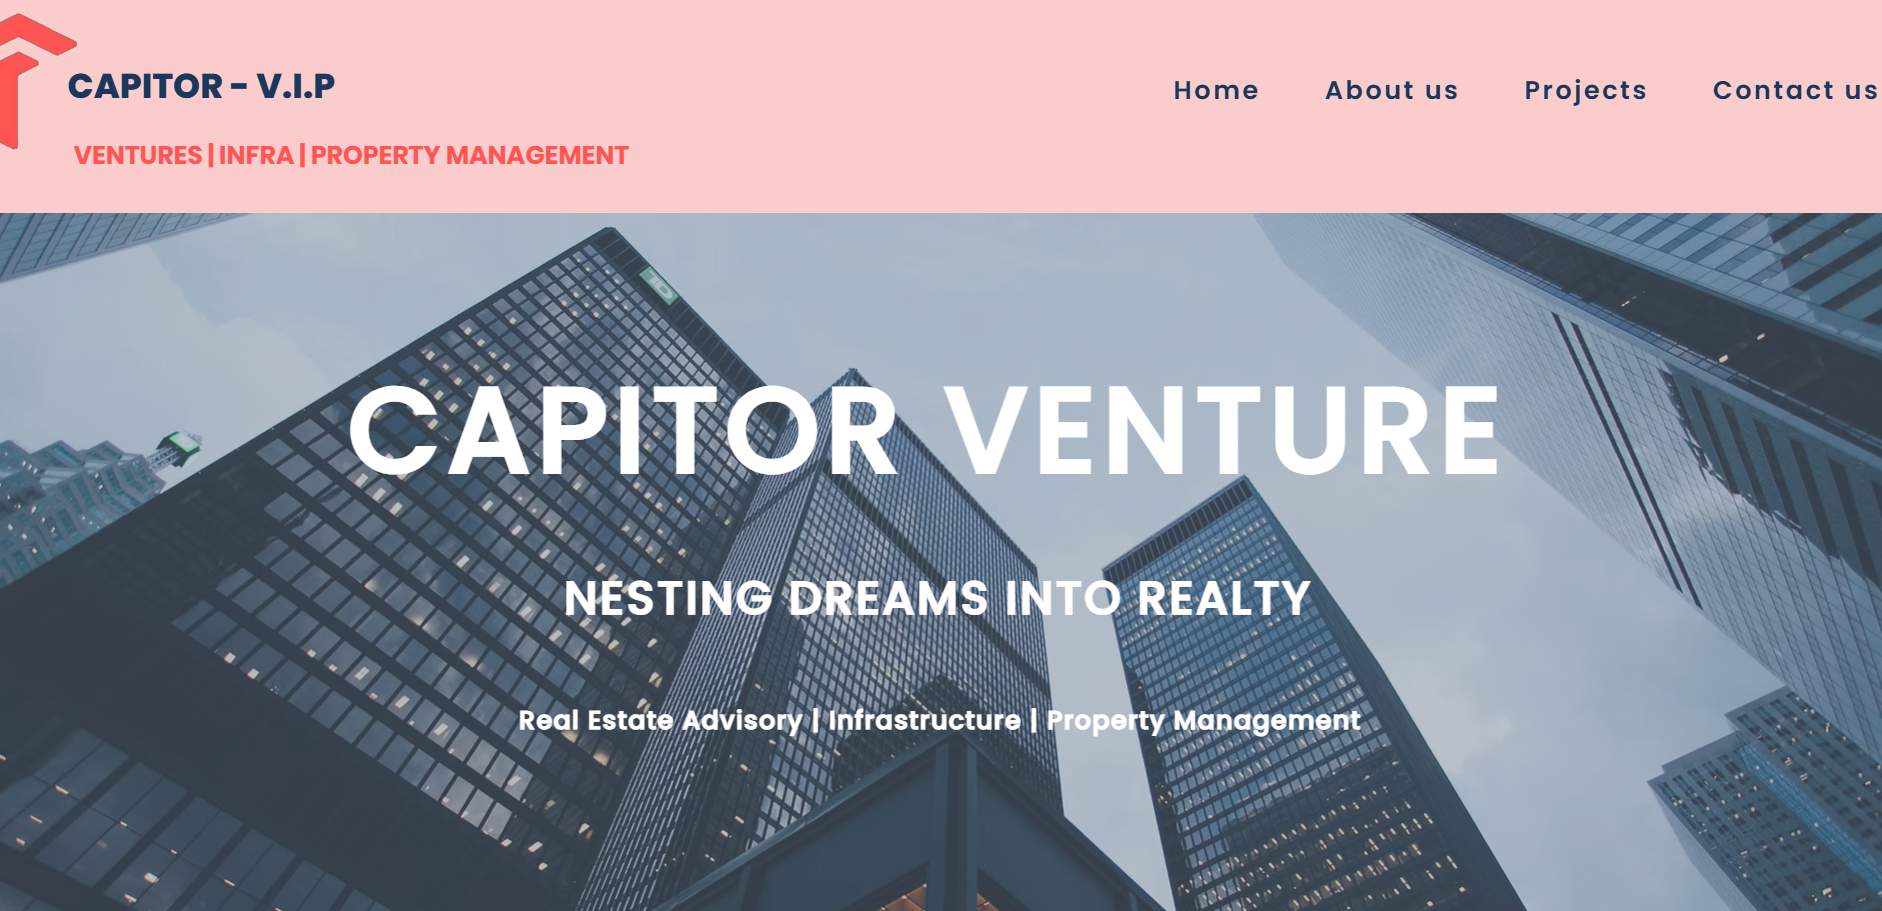 CAPITOR - V.I.P
Home About us Projects Contact us
VENTURES | INFRA | PROPERTY MANAGEMENT
TD
CAPITOR VENTURE
NESTING DREAMS INTO REALTY
Real Estate Advisory | Infrastructure | Property Management